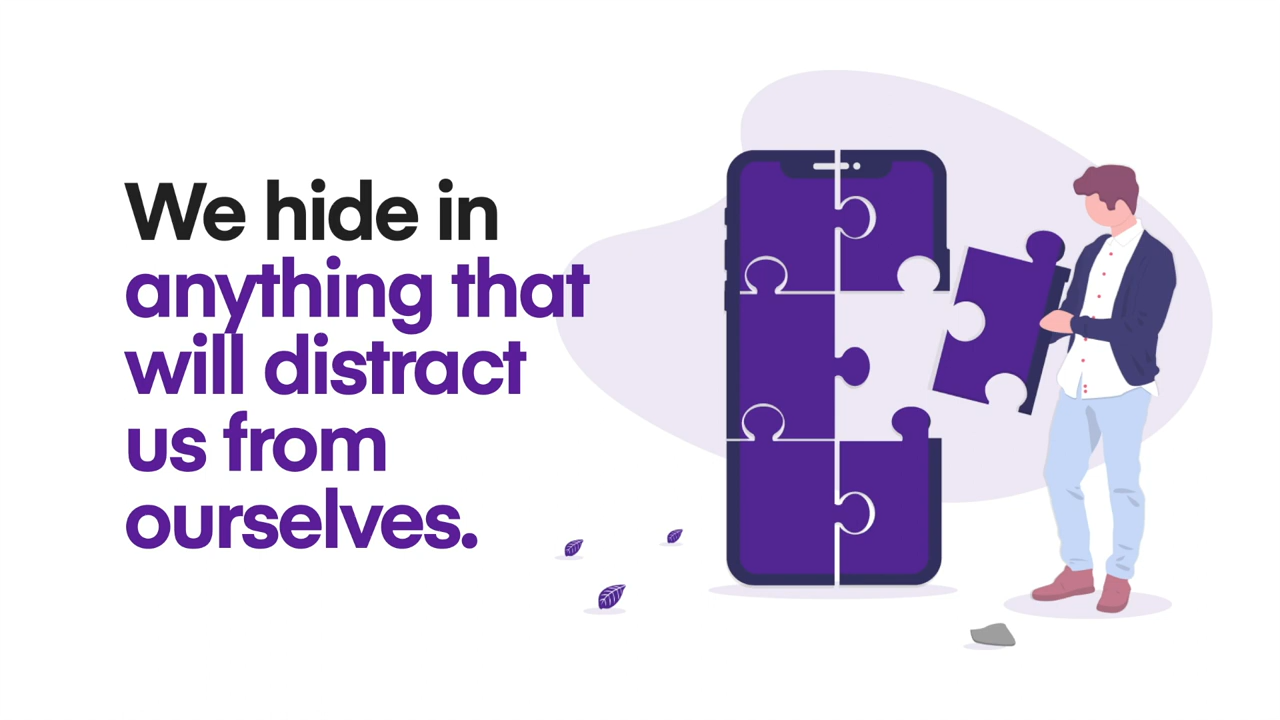 We hide in
anything that
will distract
us from
ourselves.